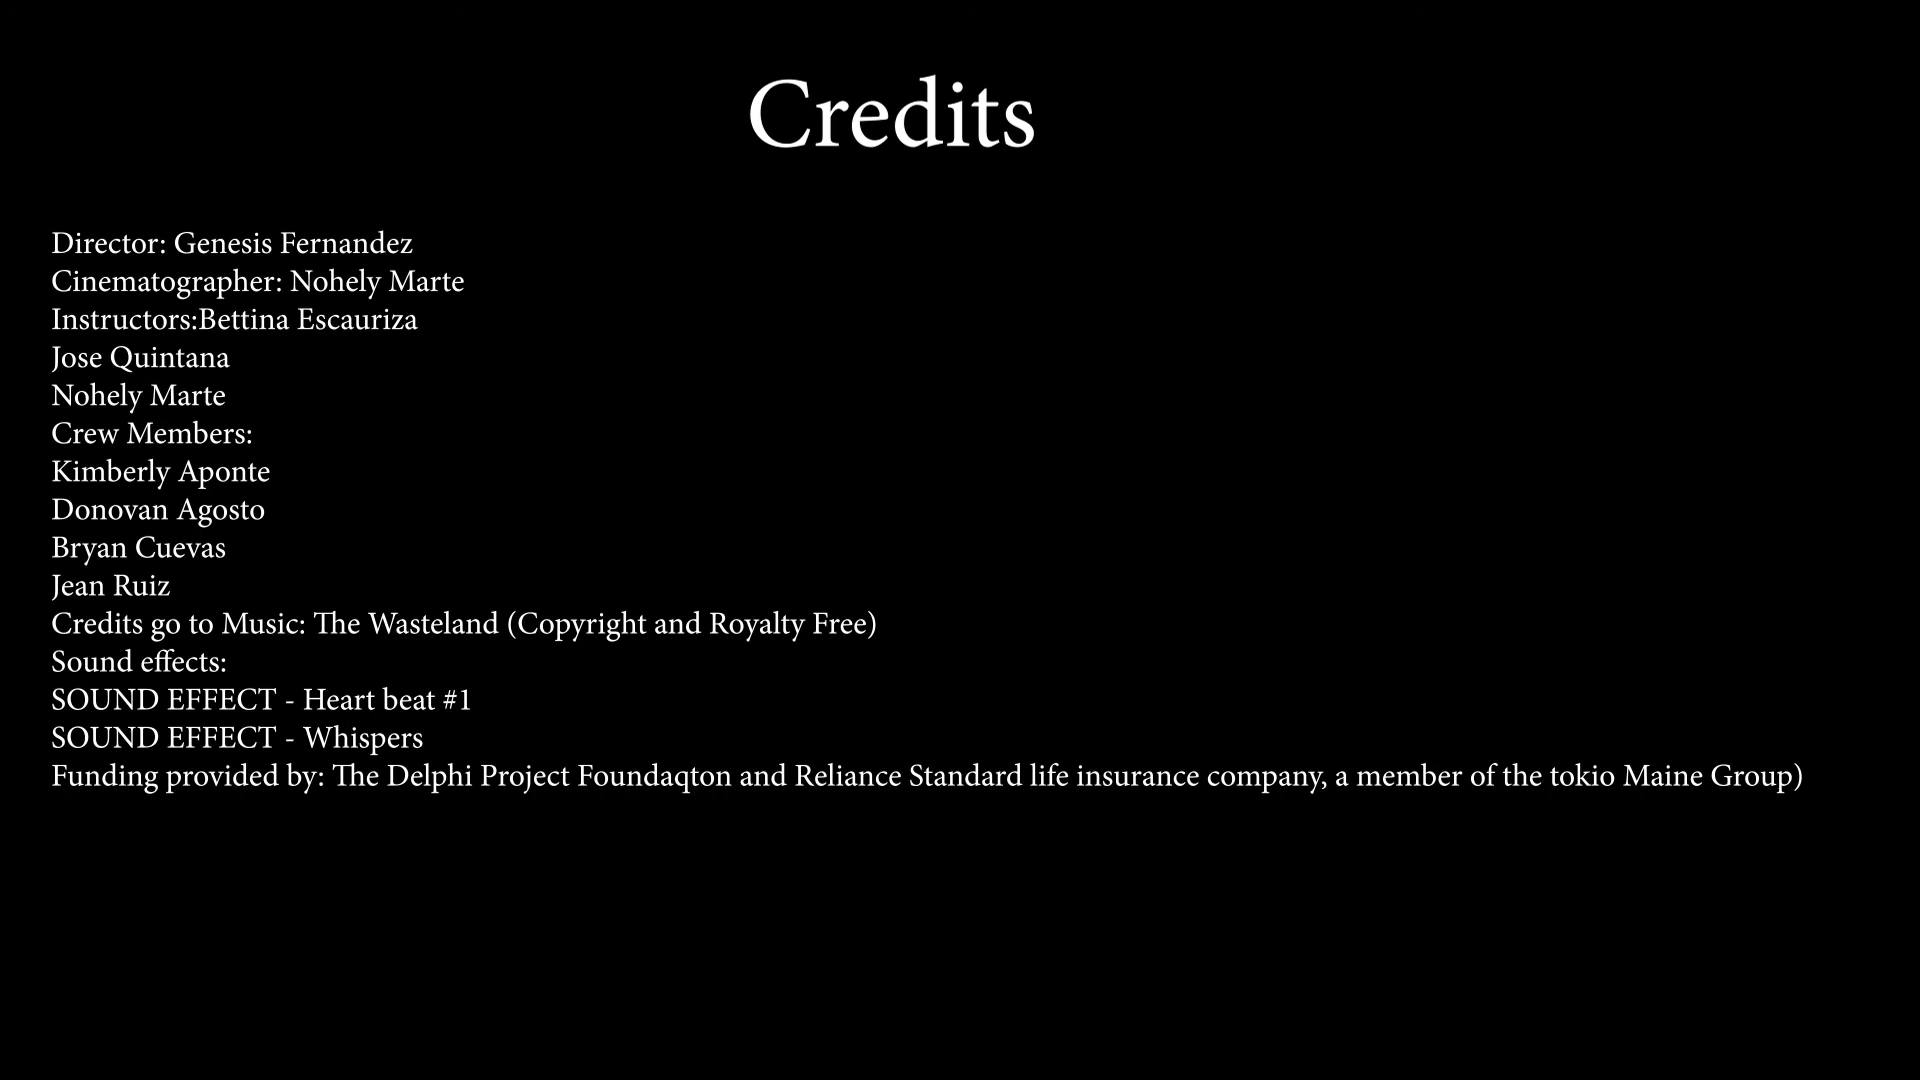 Credits
Director: Genesis Fernandez
Cinematographer: Nohely Marte
Instructors:Bettina Escauriza
Jose Quintana
Nohely Marte
Crew Members:
Kimberly Aponte
Donovan Agosto
Bryan Cuevas
Jean Ruiz
Credits go to Music: The Wasteland (Copyright and Royalty Free)
Sound effects:
SOUND EFFECT - Heart beat #1
SOUND EFFECT - Whispers
Funding provided by: The Delphi Project Foundaqton and Reliance Standard life insurance company, a member of the tokio Maine Group)